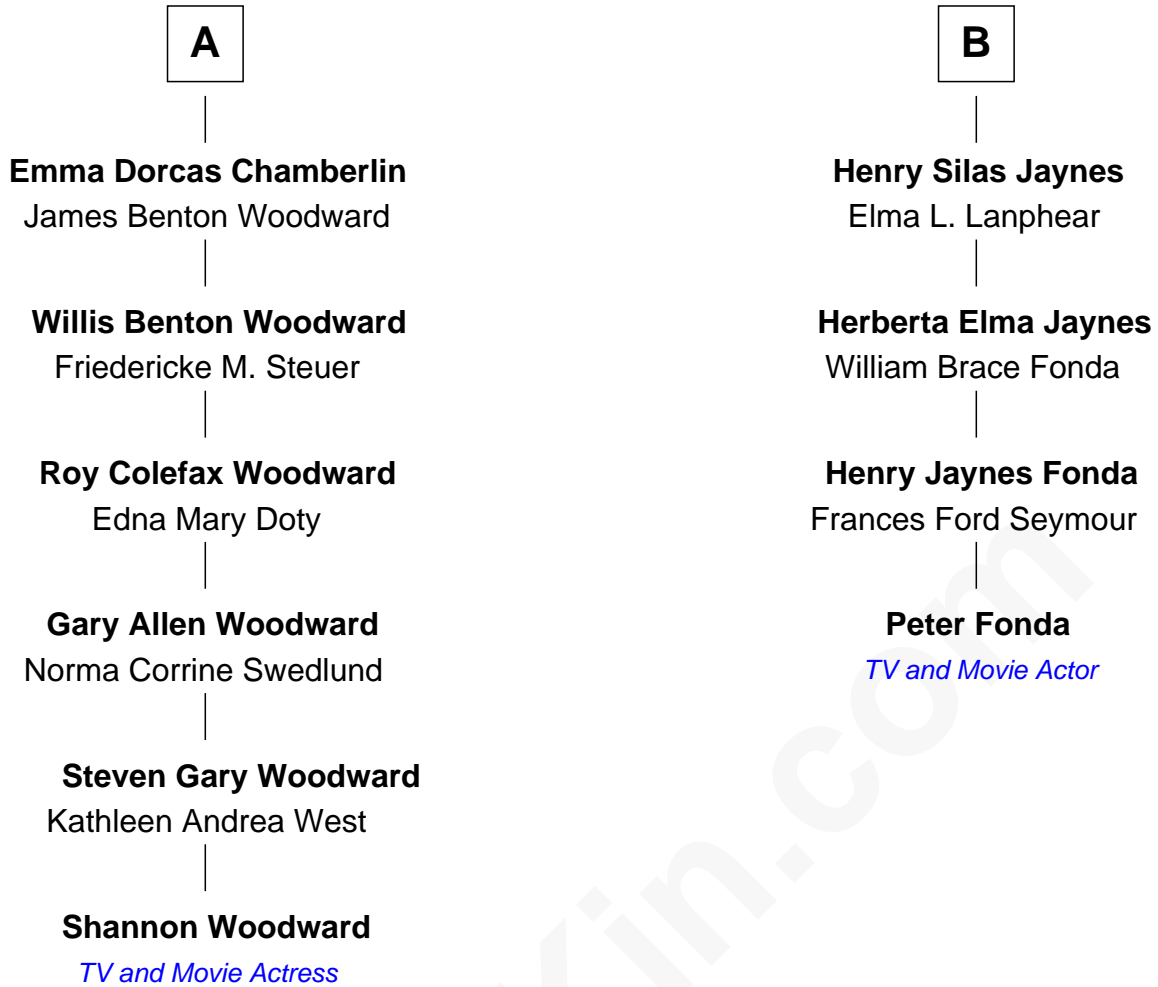 A
Emma Dorcas Chamberlin
James Benton Woodward
Willis Benton Woodward
Friedericke M. Steuer
Roy Colefax Woodward
Edna Mary Doty
Gary Allen Woodward
Norma Corrine Swedlund
Steven Gary Woodward
Kathleen Andrea West
Shannon Woodward
TV and Movie Actress
B
Henry Silas Jaynes
Elma L. Lanphear
Herberta Elma Jaynes
William Brace Fonda
Henry Jaynes Fonda
Frances Ford Seymour
Peter Fonda
TV and Movie Actor
Kin.com